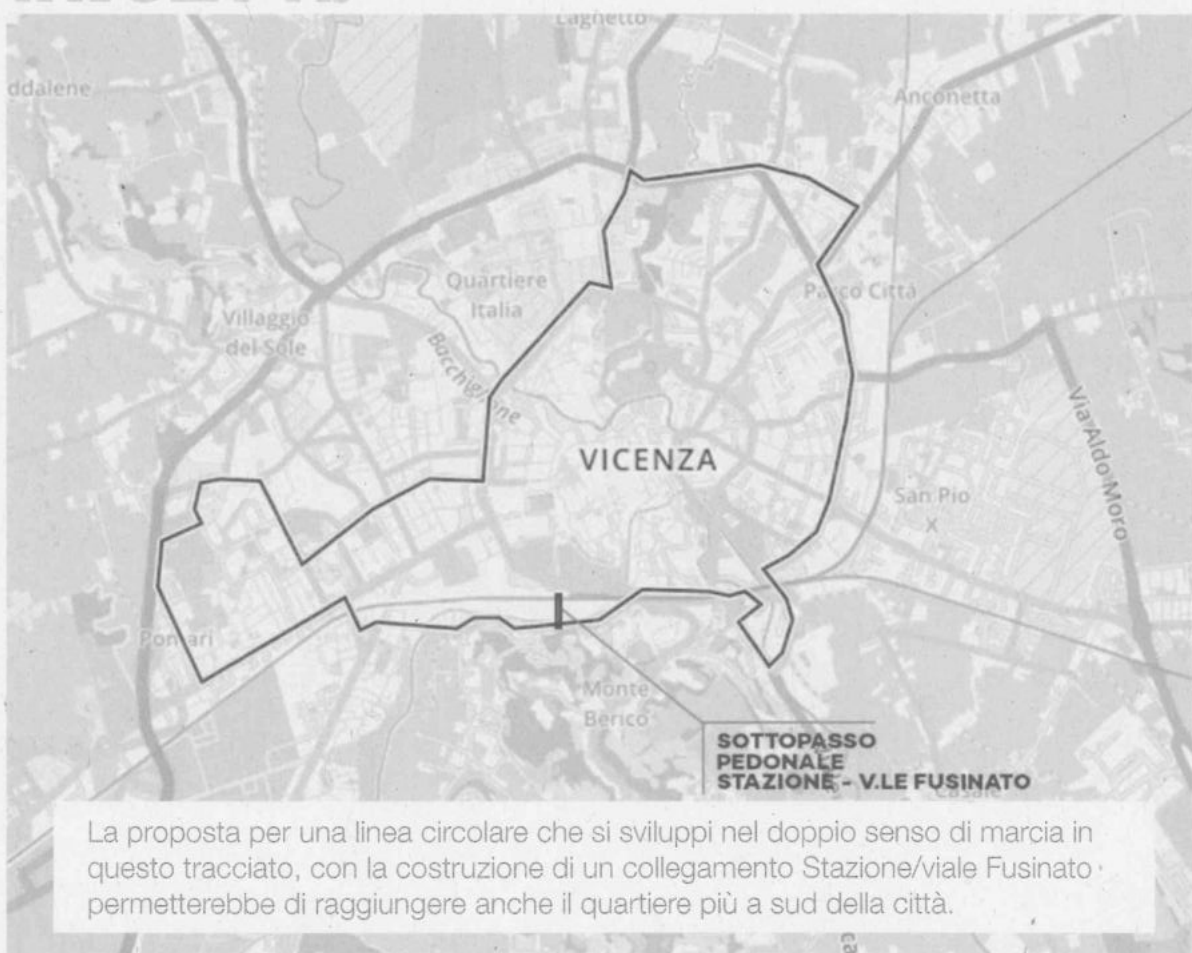 Laghetto
ddalene
Anconetta
Quartiere
Italia
Parco Città
Villaggio
del Sole
Bacchiglione
Via Aldo Moro
VICENZA
San Pio
Pomari
Monte
Berico
SOTTOPASSO
PEDONALE
STAZIONE - V.LE FUSINATO
Casale
La proposta per una linea circolare che si sviluppi nel doppio senso di marcia in
questo tracciato, con la costruzione di un collegamento Stazione/viale Fusinato
permetterebbe di raggiungere anche il quartiere più a sud della città.